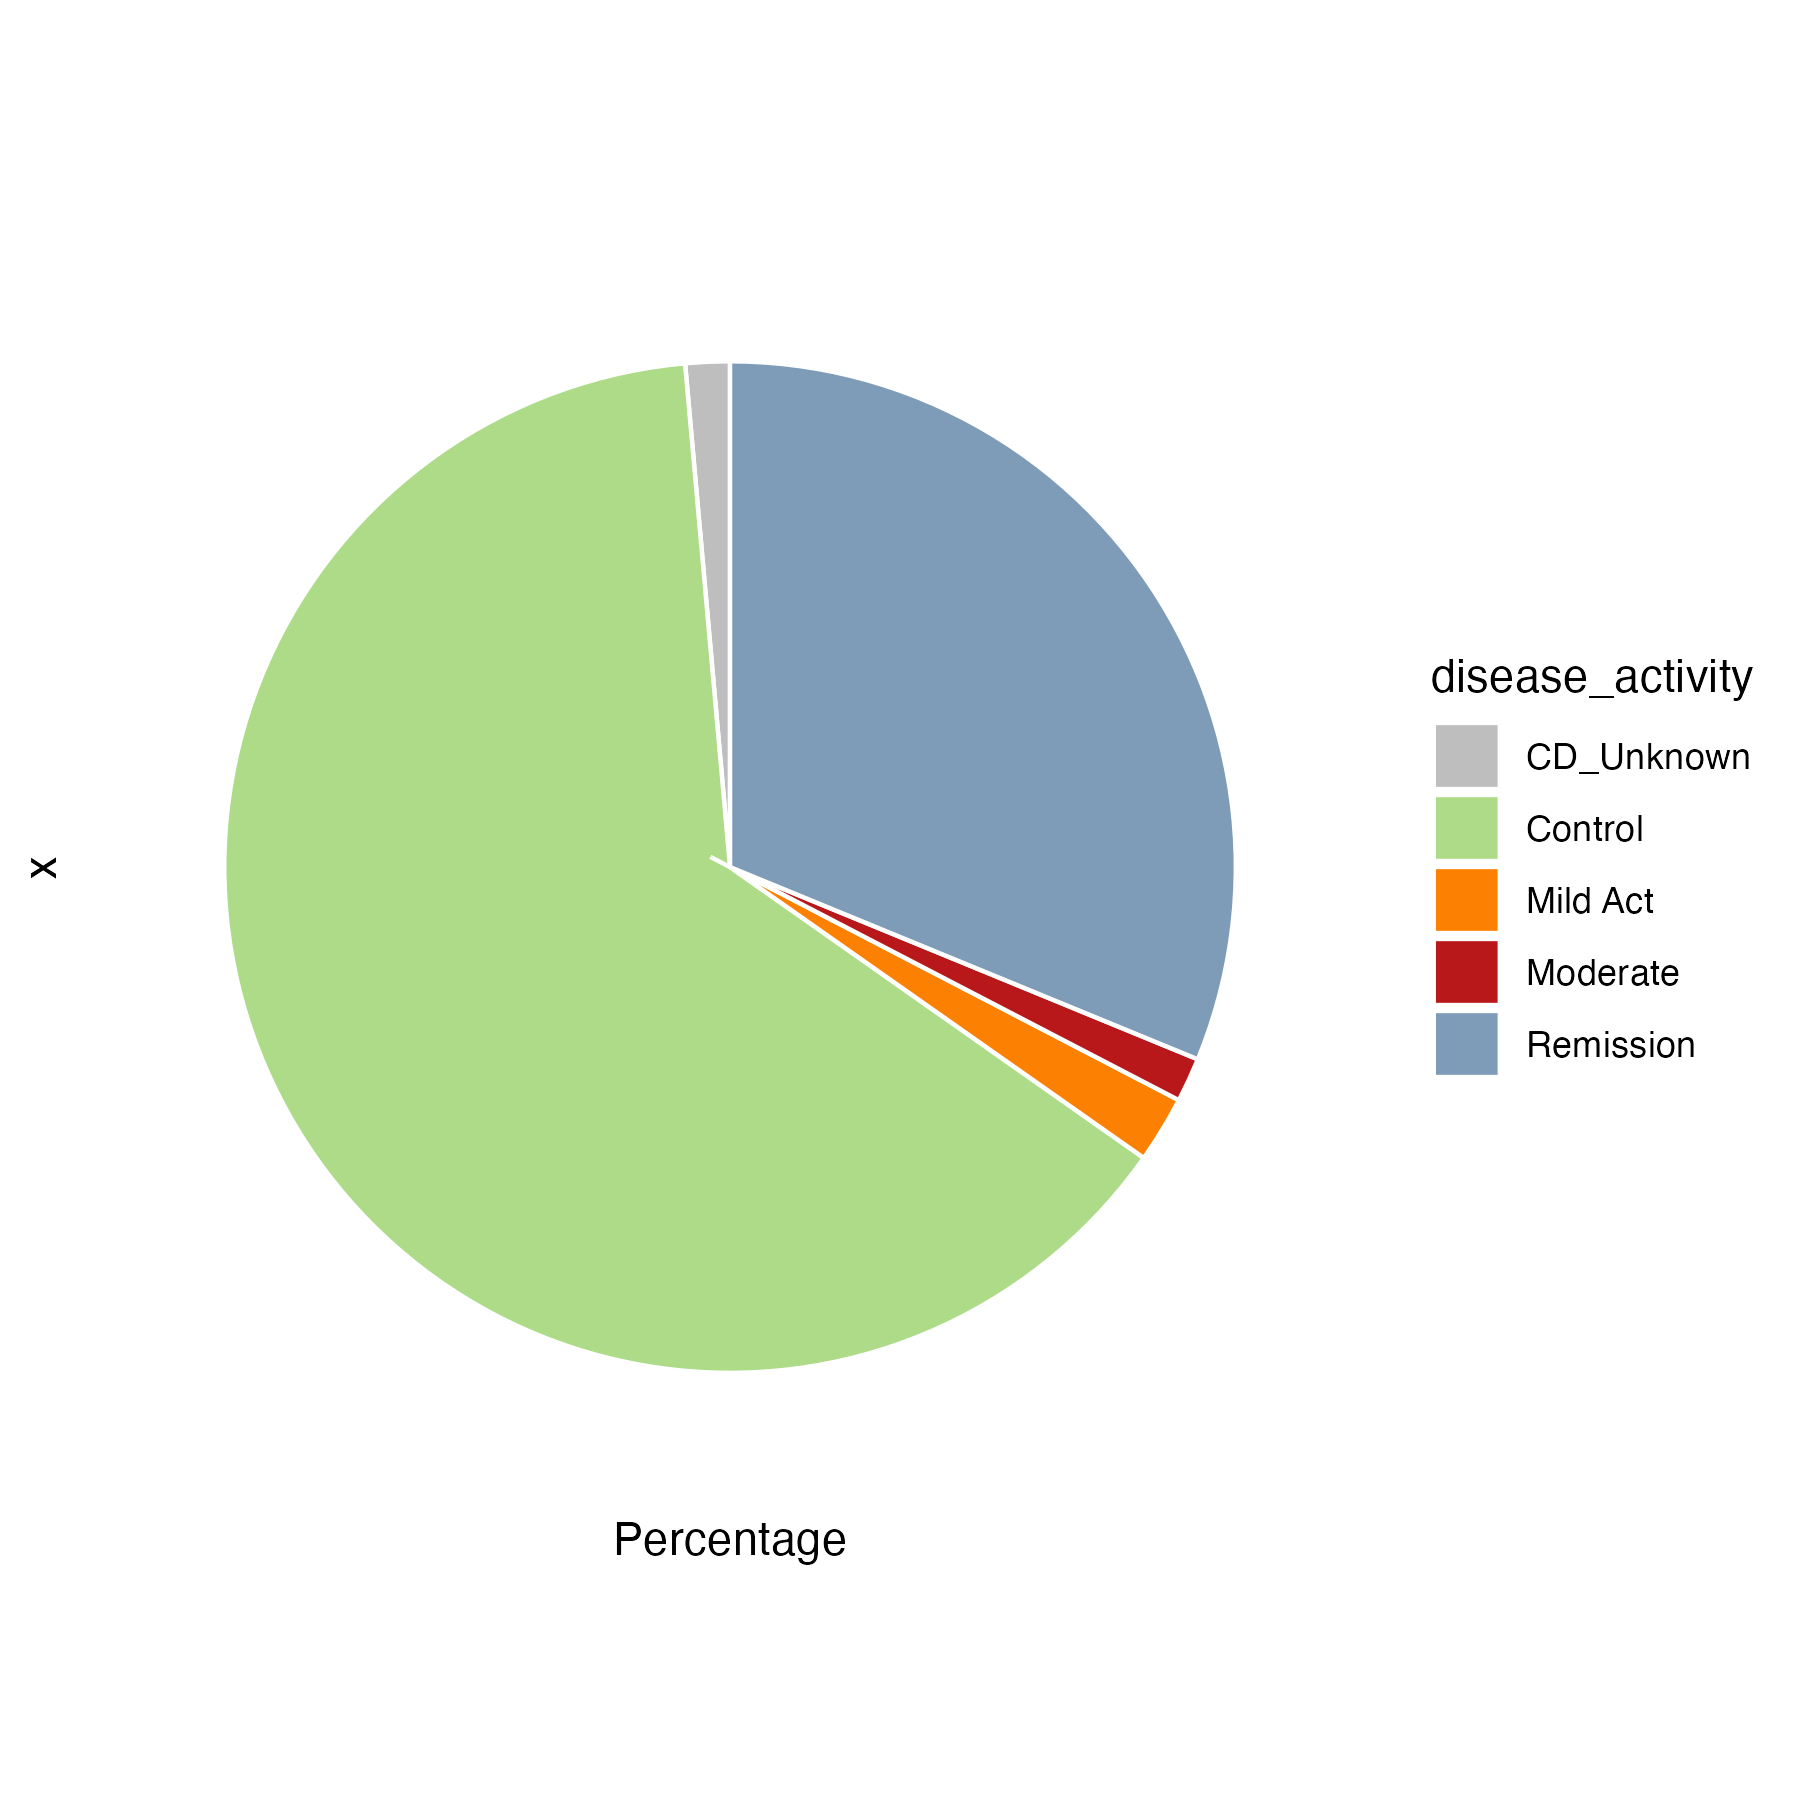 x
disease_activity
CD_Unknown
Control
Mild Act
Moderate
Remission
Percentage